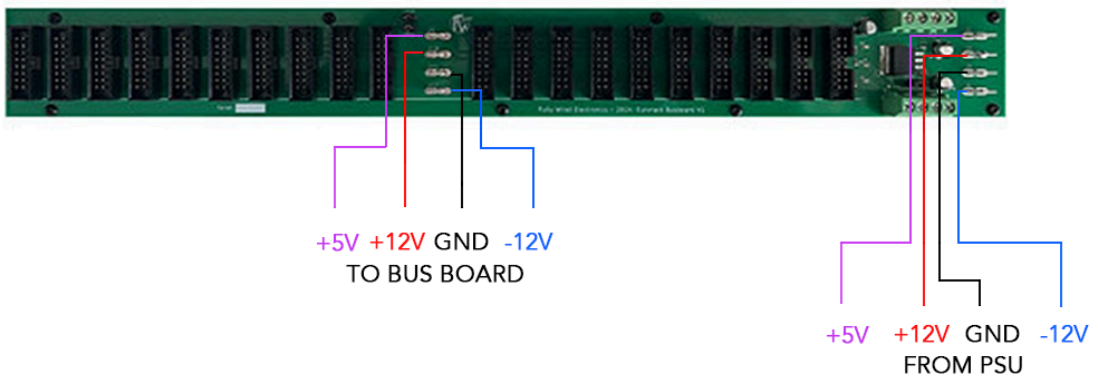 +5V +12V GND -12V
TO BUS BOARD
+5V +12V GND -12V
FROM PSU